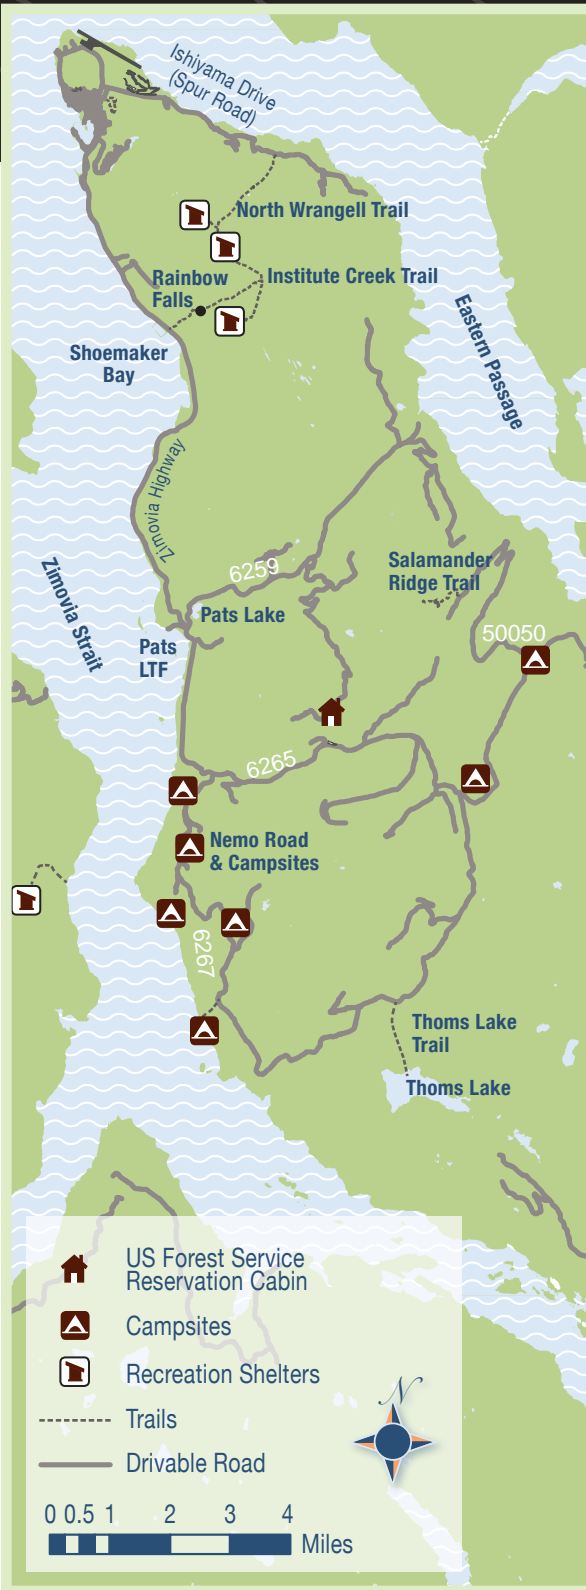 Ishiyama Drive
(Spur Road)
North Wrangell Trail
Rainbow
Falls
Institute Creek Trail
Shoemaker
Bay
Eastern Passage
Zimovia Highway
Zimovia Strait
6259
Salamander
Ridge Trail
Pats Lake
50050
Pats
LTF
6265
Nemo Road
& Campsites
6267
Thoms Lake
Trail
Thoms Lake
US Forest Service
Reservation Cabin
Campsites
Recreation Shelters
Trails
Drivable Road
N
0 0.5 1 2 3 4
Miles